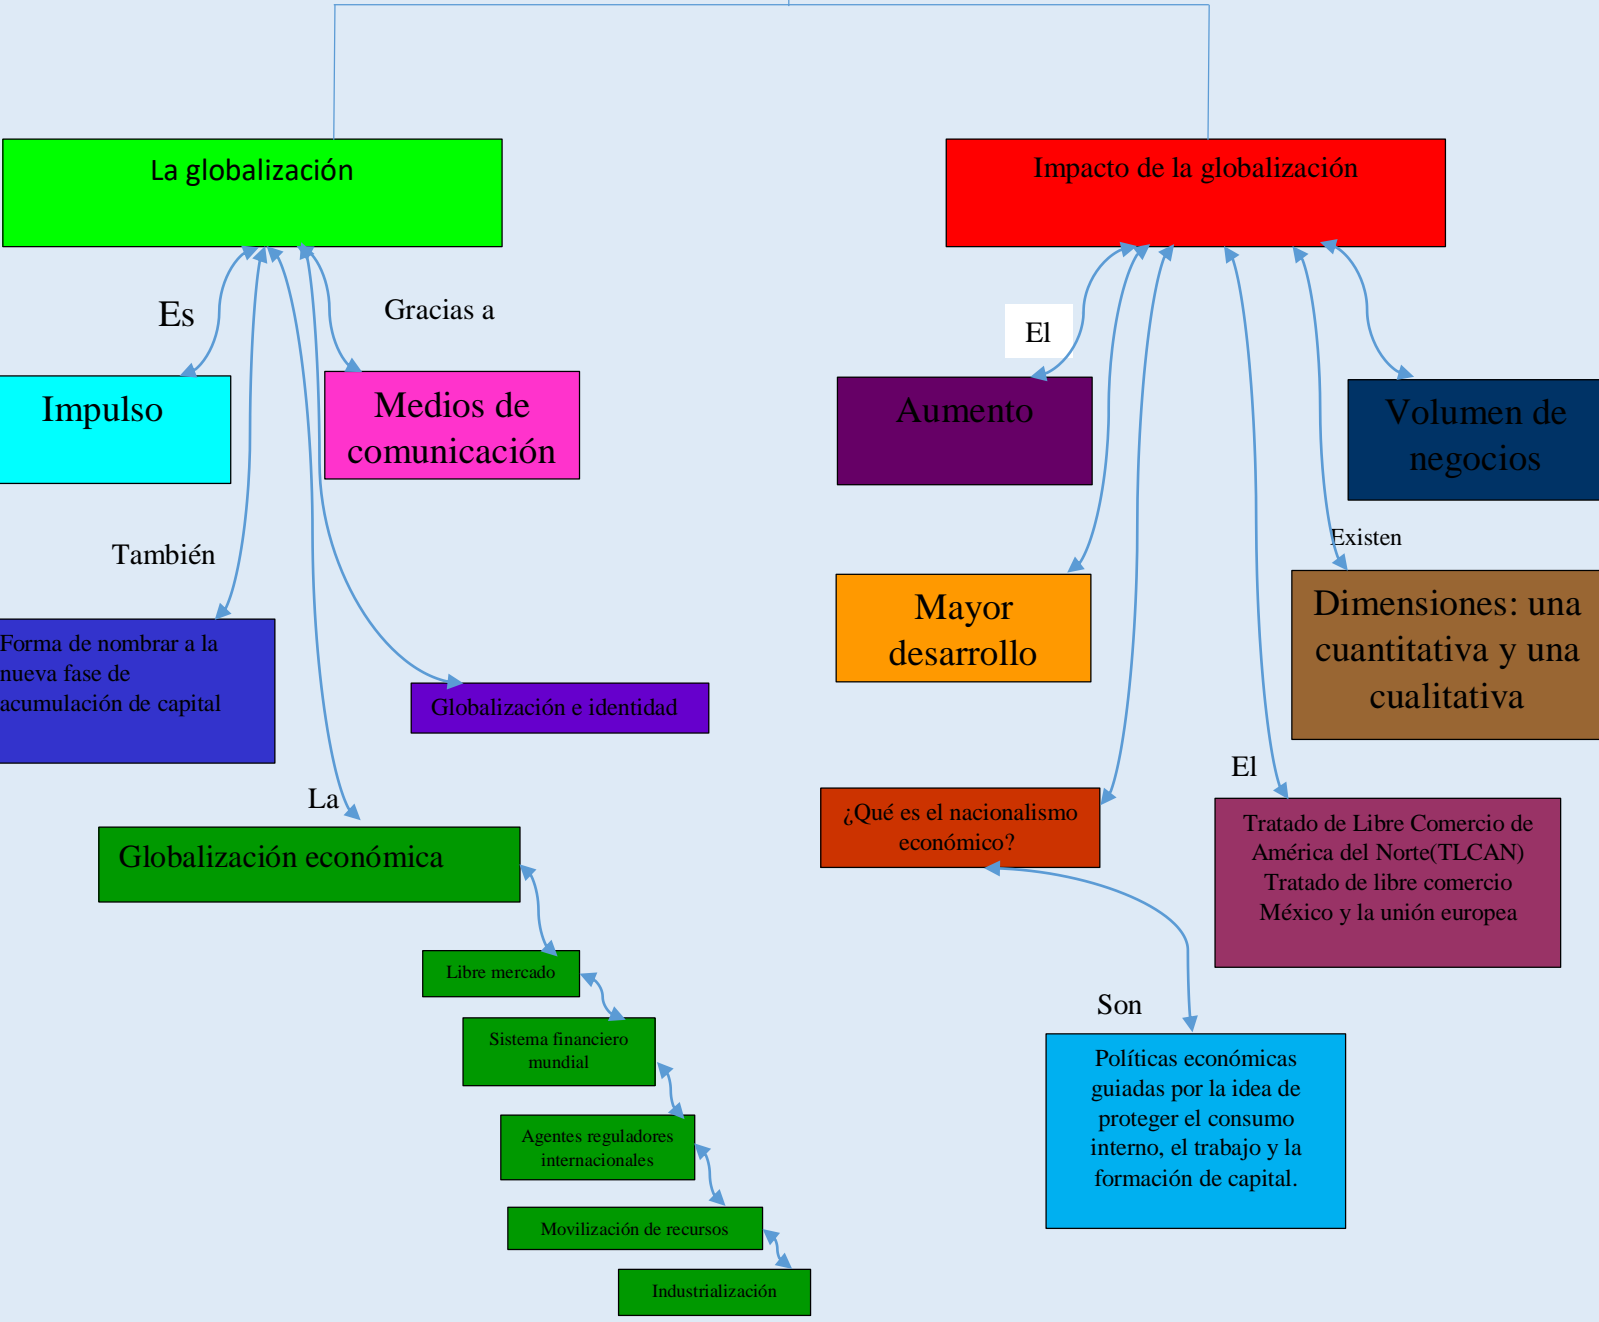 La globalización
Impacto de la globalización
Es
Gracias a
El
Impulso
Medios de
comunicación
Aumento
Volumen de
negocios
También
Existen
Forma de nombrar a la
nueva fase de
acumulación de capital
Globalización e identidad
Mayor
desarrollo
Dimensiones: una
cuantitativa y una
cualitativa
La
Globalización económica
Libre mercado
Sistema financiero
mundial
Agentes reguladores
internacionales
Movilización de recursos
Industrialización
¿Qué es el nacionalismo
económico?
El
Tratado de Libre Comercio de
América del Norte(TLCAN)
Tratado de libre comercio
México y la unión europea
Son
Políticas económicas
guiadas por la idea de
proteger el consumo
interno, el trabajo y la
formación de capital.